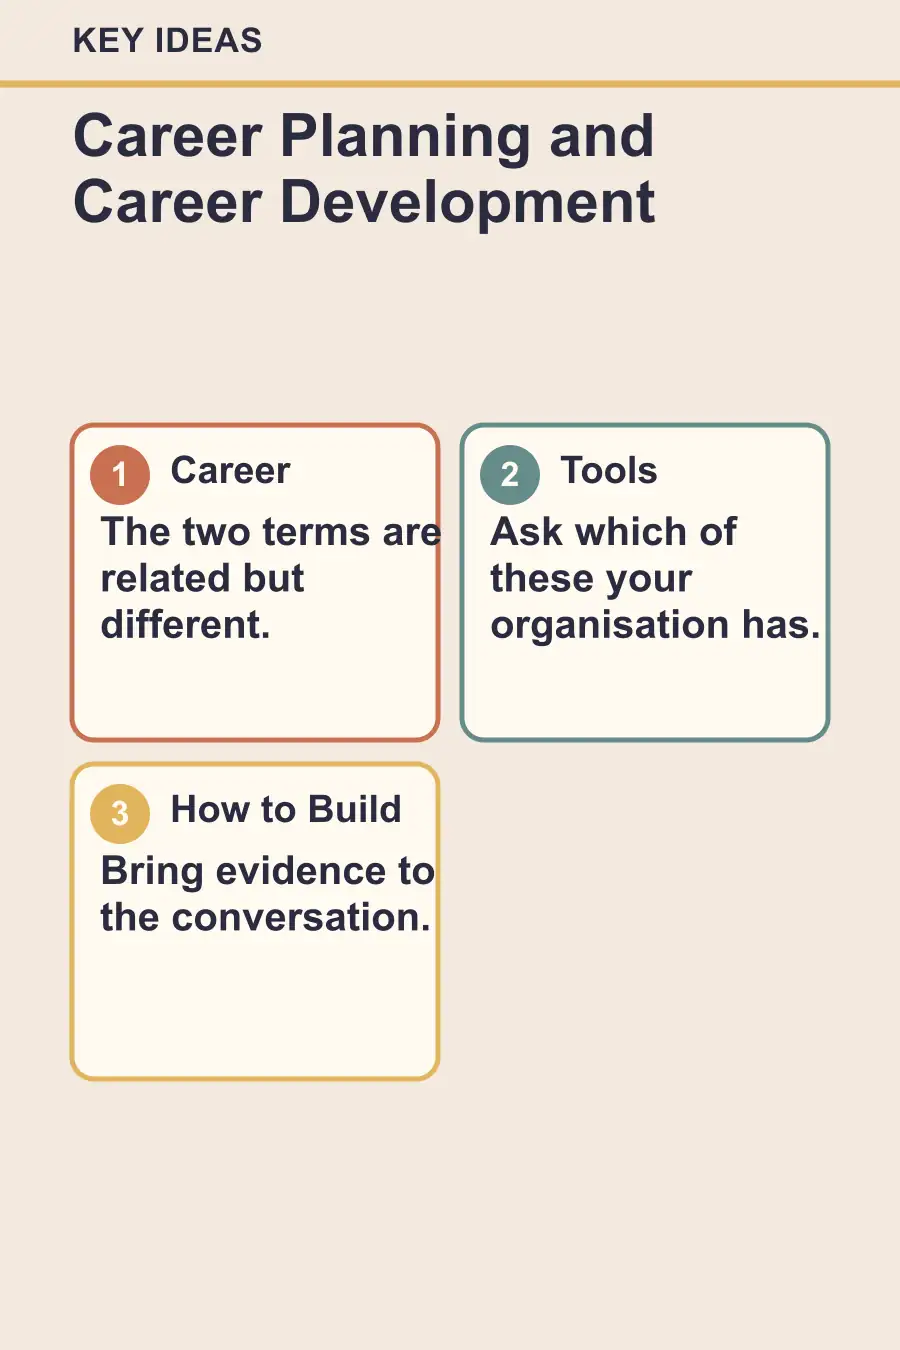 KEY IDEAS
Career Planning and
Career Development
1 Career
The two terms are
related but
different.
2 Tools
Ask which of
these your
organisation has.
3 How to Build
Bring evidence to
the conversation.